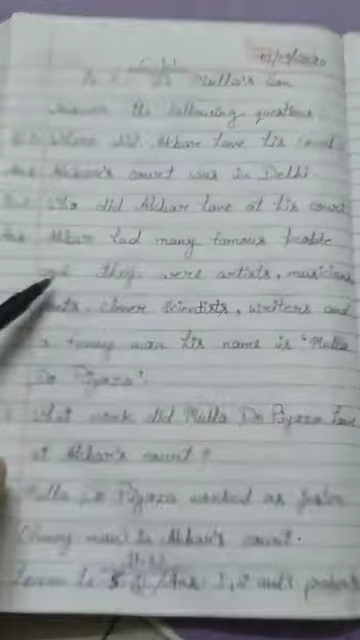 Mulla's Son
Answer the following questions
Where did Akbar have his court
Akbar's court was in Delhi
Who did Akbar have at his court
Akbar had many famous people
and they were artists, musicians
poets, clever scientists, writers and
a funny man his name is "Mulla
Do Piyaza".
What work did Mulla Do Piyaza have
at Akbar's court?
Mulla Do Piyaza worked as
(funny man) in Akbar's court.